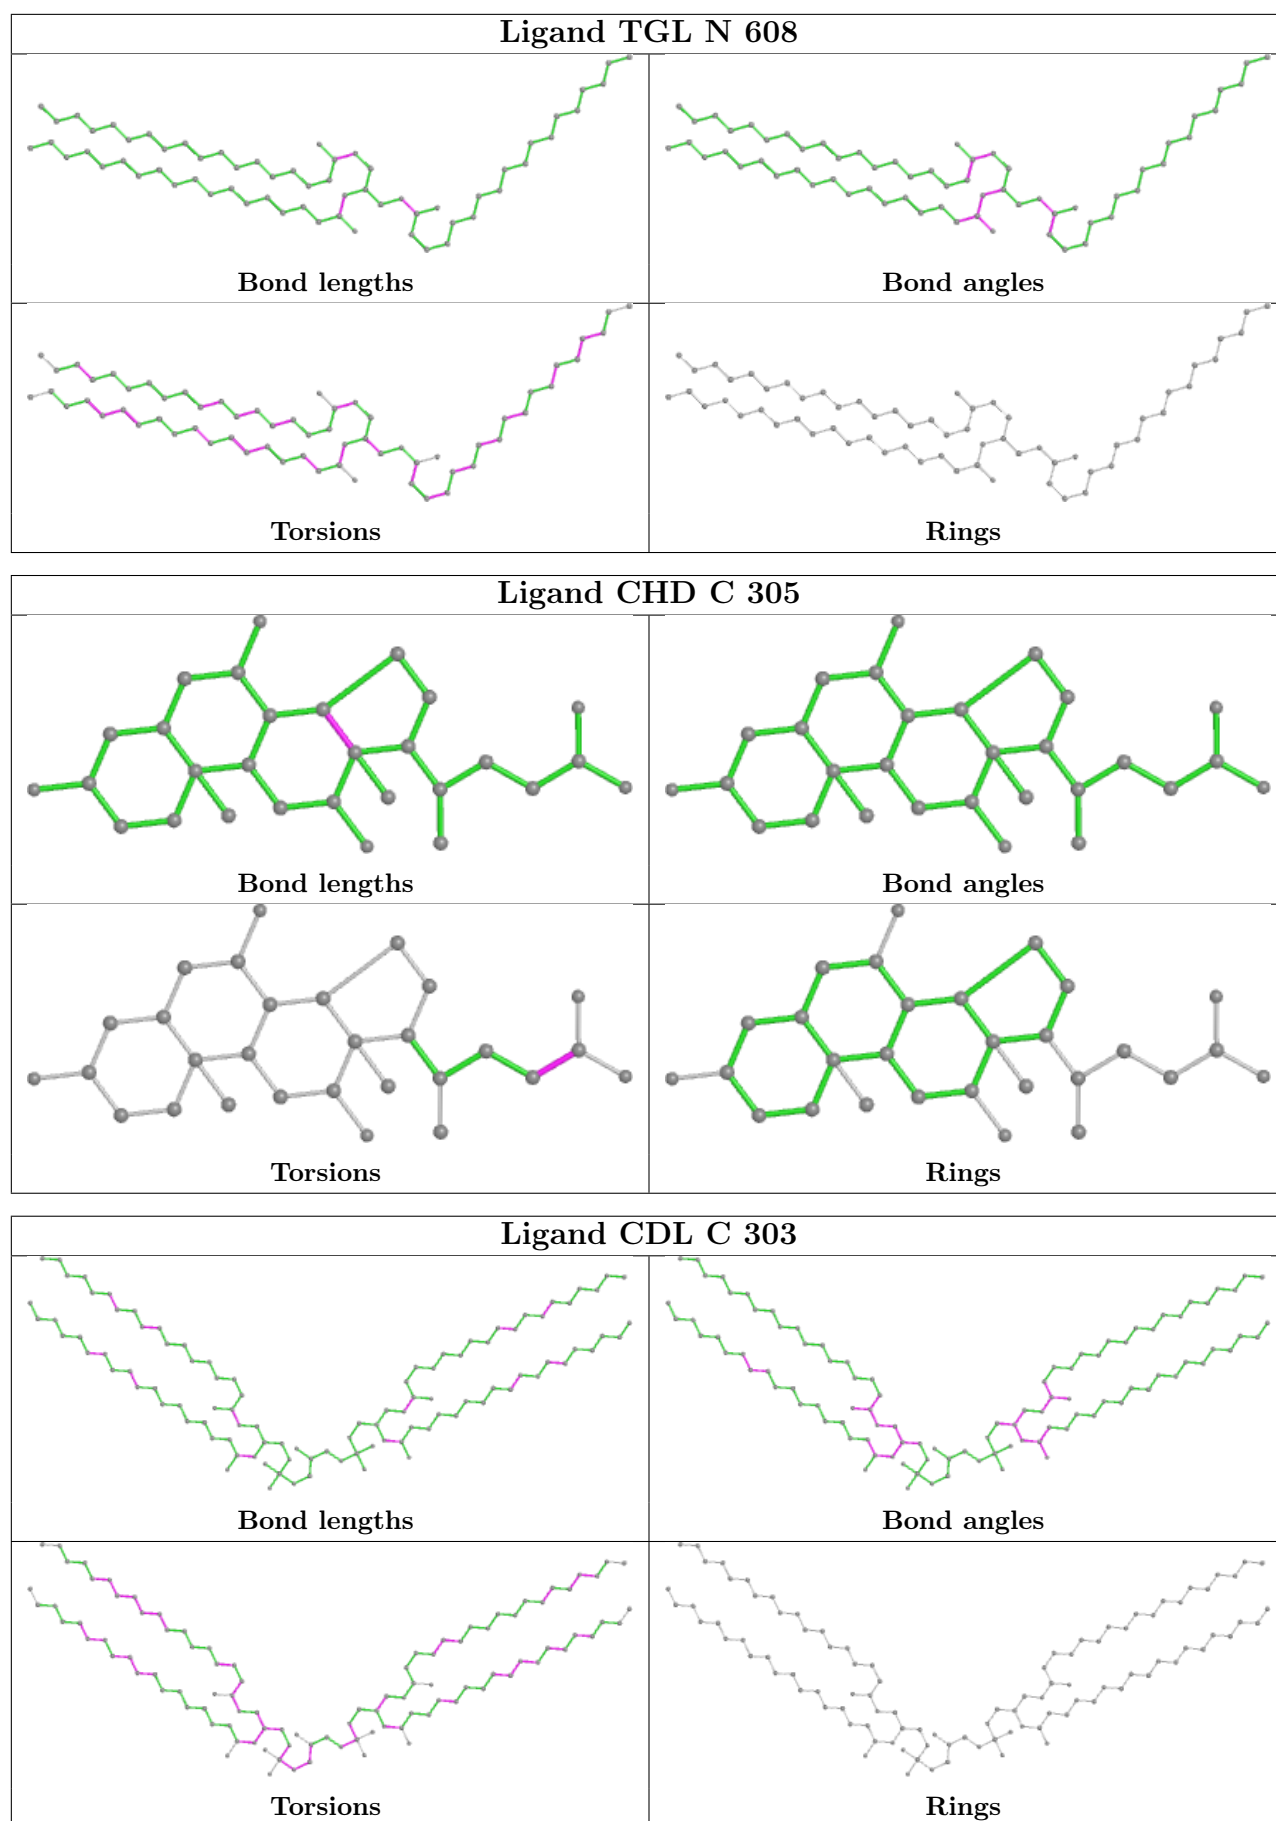 Ligand TGL N 608
Bond lengths
Bond angles
Torsions
Rings
Ligand CHD C 305
Bond lengths
Bond angles
Torsions
Rings
Ligand CDL C 303
Bond lengths
Bond angles
Torsions
Rings